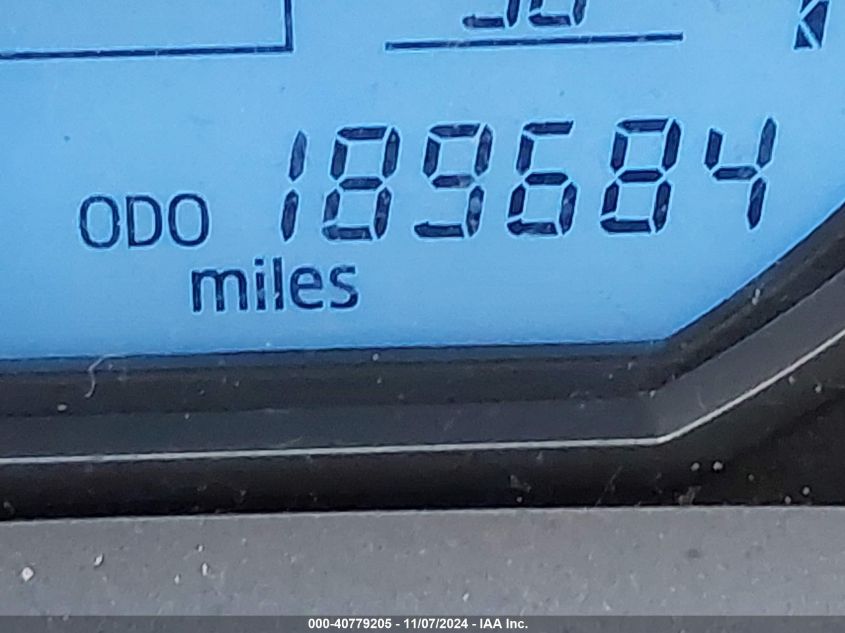 ODO 189684
miles
000-40779205 - 11/07/2024 - IAA Inc.